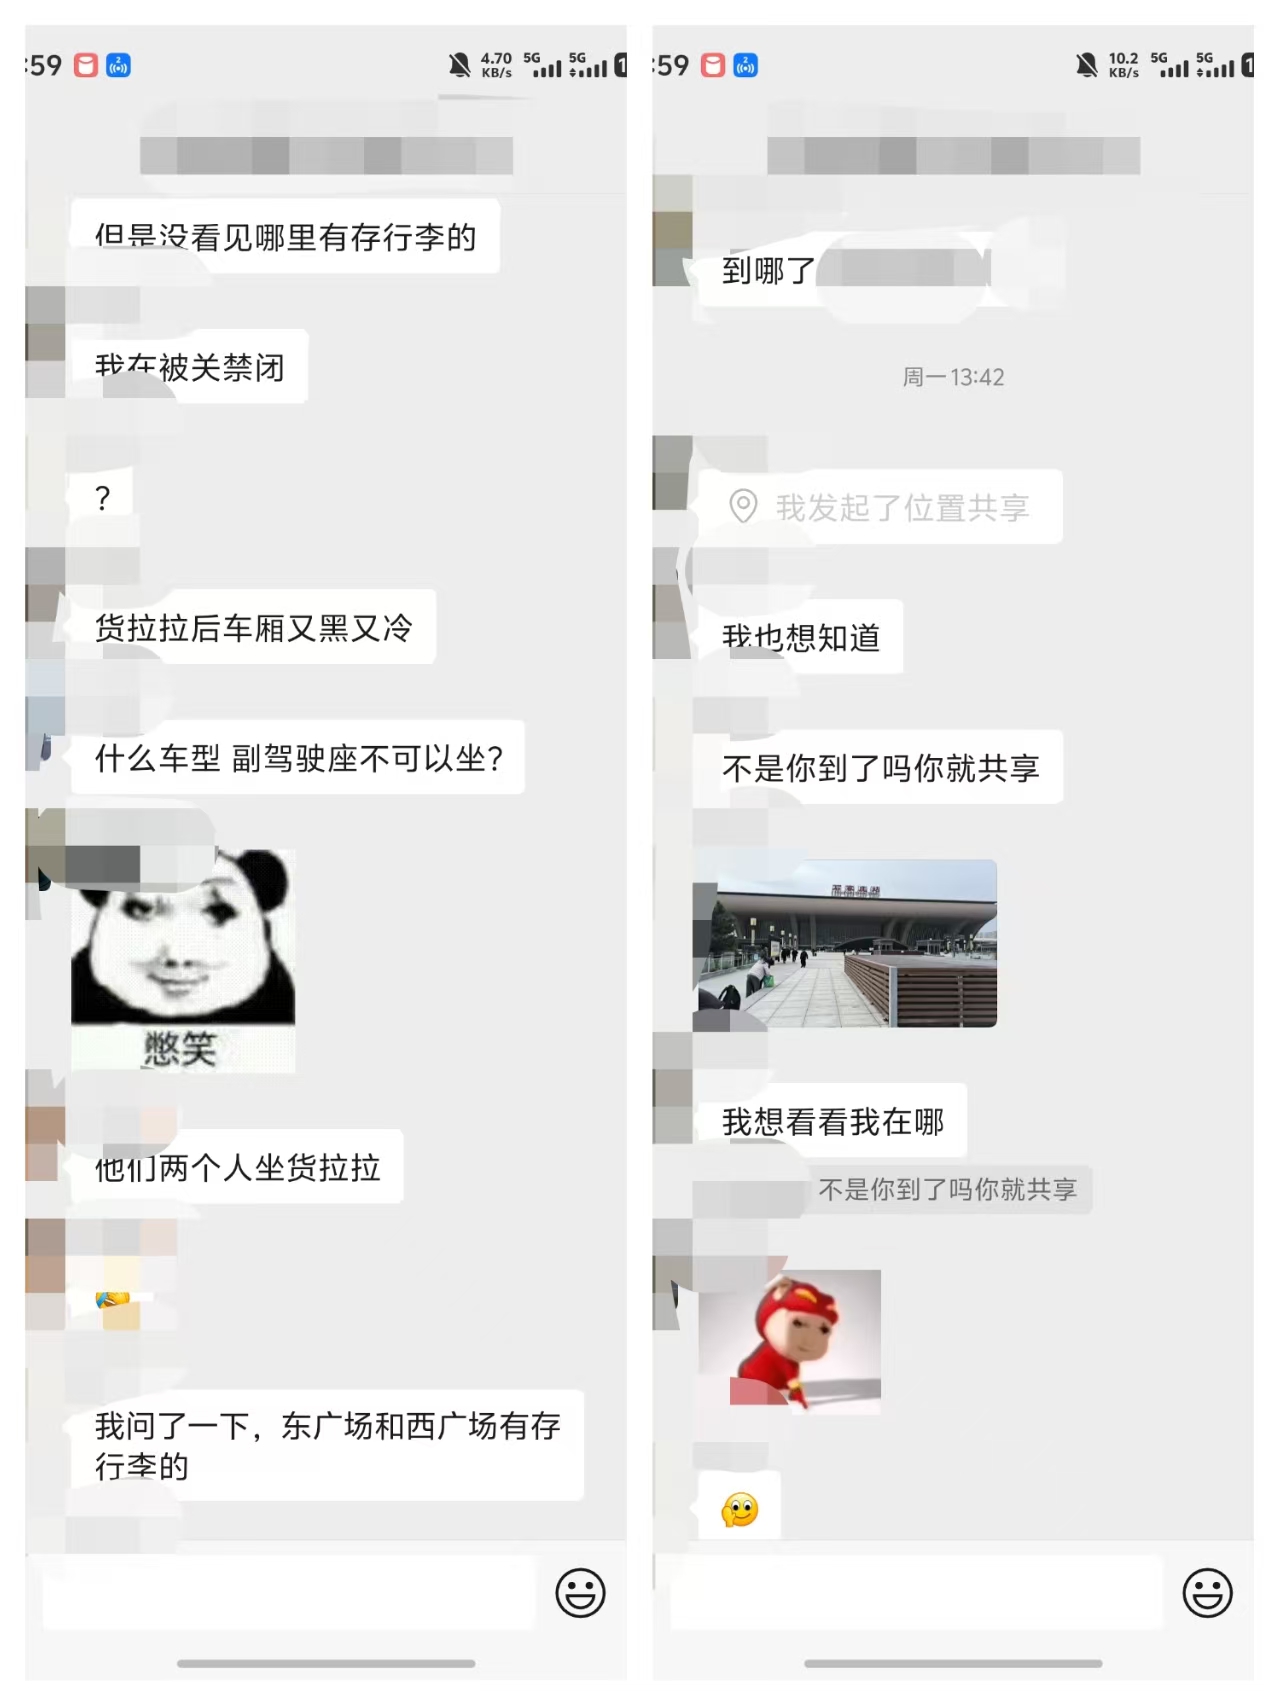 :59
4.70
KB/s
5G
5G
1
但是没看见哪里有存行李的
我在被关禁闭
?
货拉拉后车厢又黑又冷
什么车型 副驾驶座不可以坐?
憋笑
他们两个人坐货拉拉
我问了一下，东广场和西广场有存
行李的
:59
10.2
KB/s
5G
5G
1
到哪了
周一 13:42
我发起了位置共享
我也想知道
不是你到了吗你就共享
我想看看我在哪
不是你到了吗你就共享